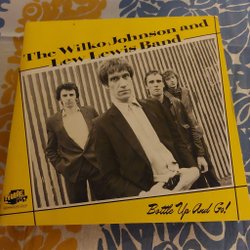 The Wilko Johnson and
Lew Lewis Band
Bottle Up And Go!